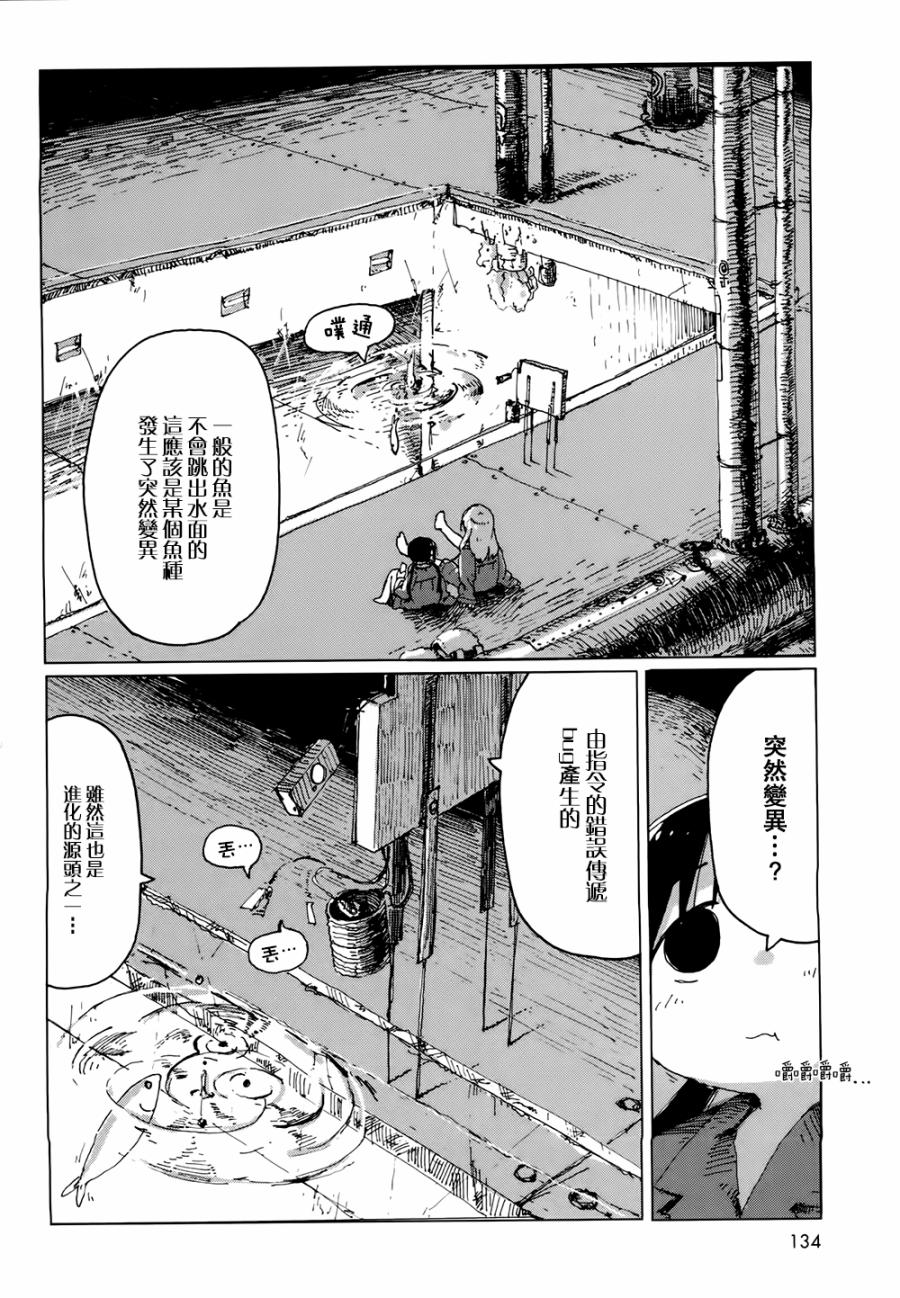 噗通
一般的魚是
不會跳出水面的
這應該是某個魚種
發生了突然變異
突然變異…?
嚼嚼嚼嚼…
由指令的錯誤傳遞
bug產生的
丟…
丟…
雖然這也是
進化的源頭之一…
134